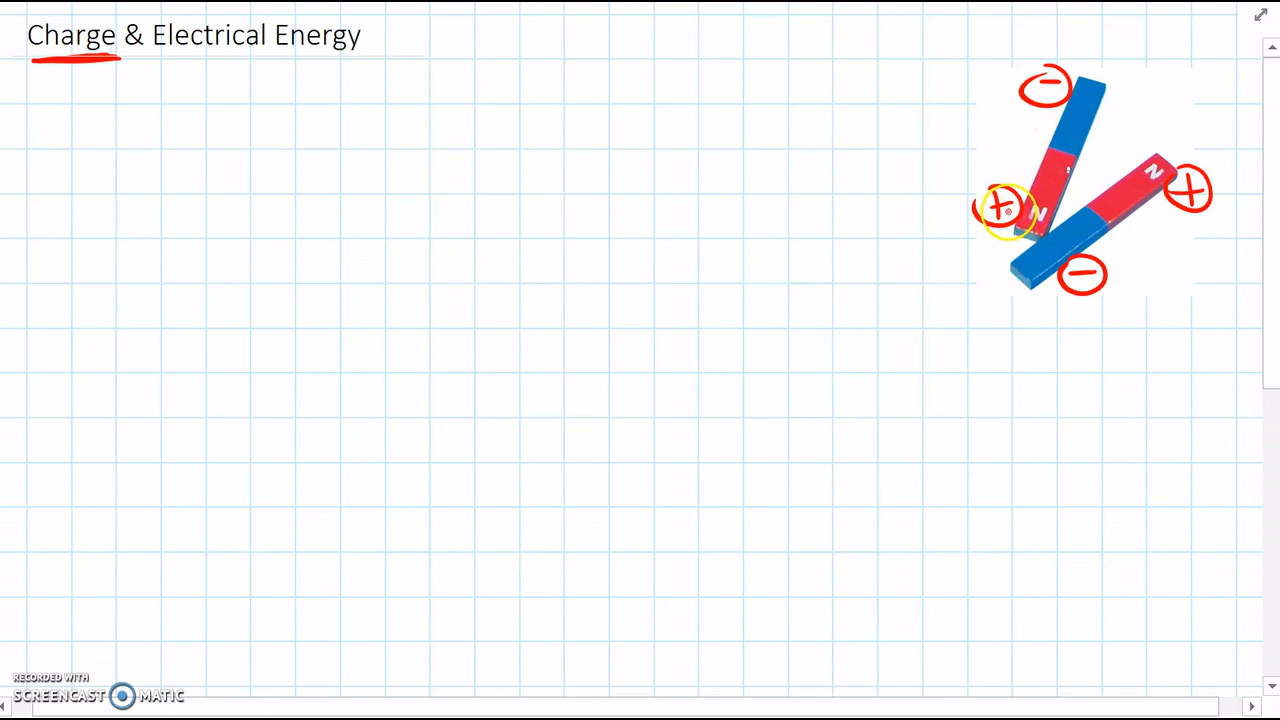 Charge & Electrical Energy
−
N
+
+
N
−
RECORDED WITH
SCREENCAST MATIC